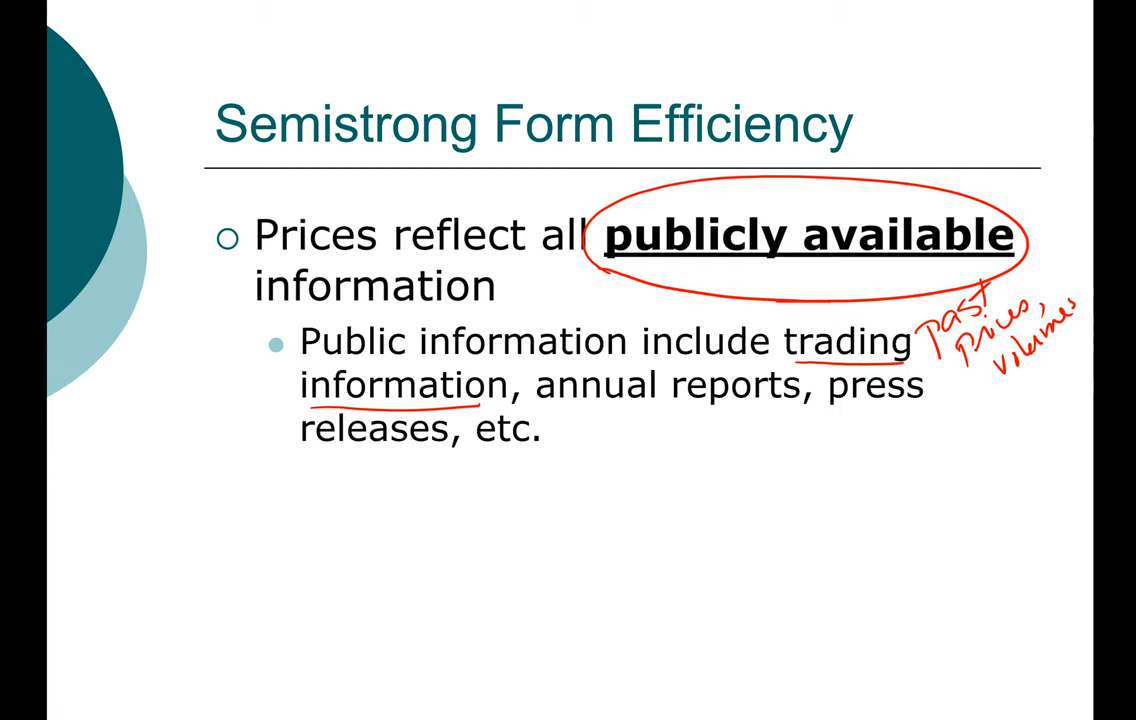 Semistrong Form Efficiency
Prices reflect all publicly available
information
past
prices,
volumes
Public information include trading
information, annual reports, press
releases, etc.